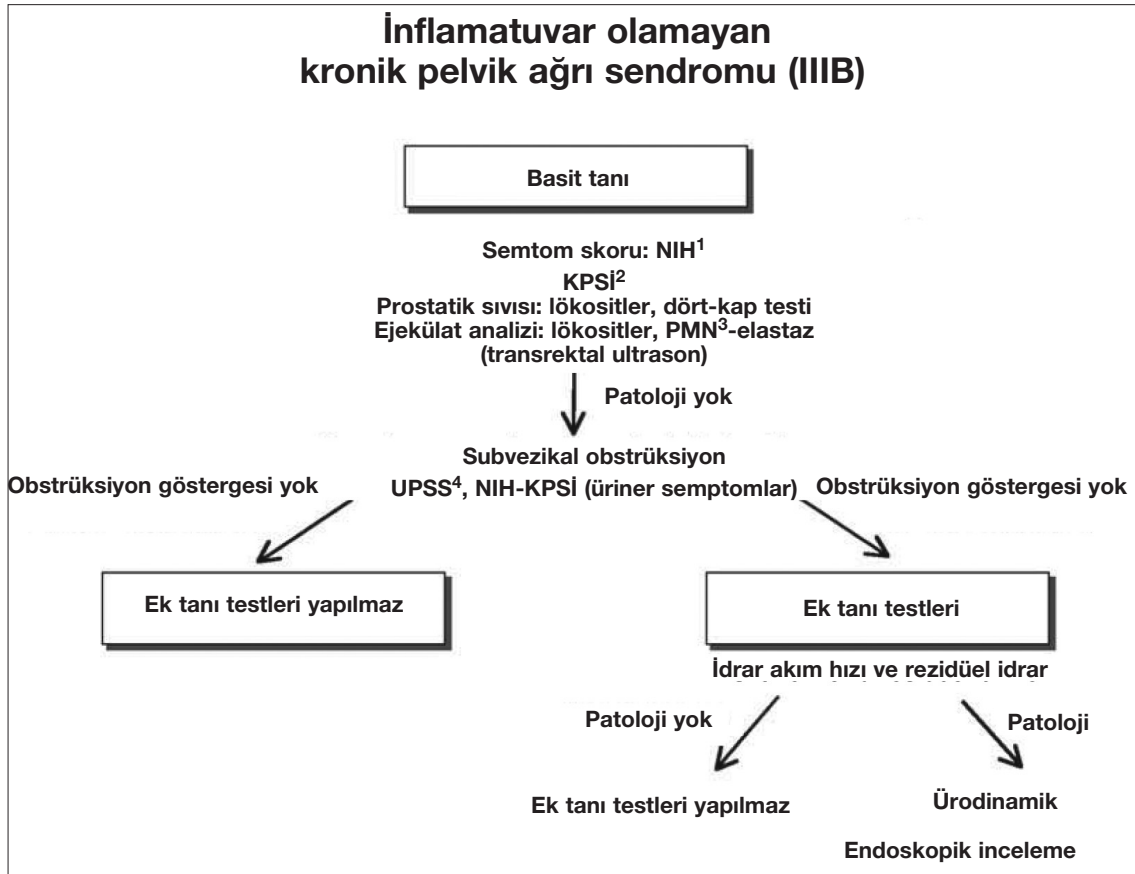 İnflamatuvar olamayan
kronik pelvik ağrı sendromu (IIIB)
Basit tanı
Semtom skoru: NIH¹
KPSİ²
Prostatik sıvısı: lökositler, dört-kap testi
Ejekülat analizi: lökositler, PMN³-elastaz
(transrektal ultrason)
Patoloji yok
Subvezikal obstrüksiyon
Obstrüksiyon göstergesi yok
UPSS⁴, NIH-KPSİ (üriner semptomlar)
Obstrüksiyon göstergesi yok
Ek tanı testleri yapılmaz
Ek tanı testleri
İdrar akım hızı ve rezidüel idrar
Patoloji yok
Patoloji
Ek tanı testleri yapılmaz
Ürodinamik
Endoskopik inceleme